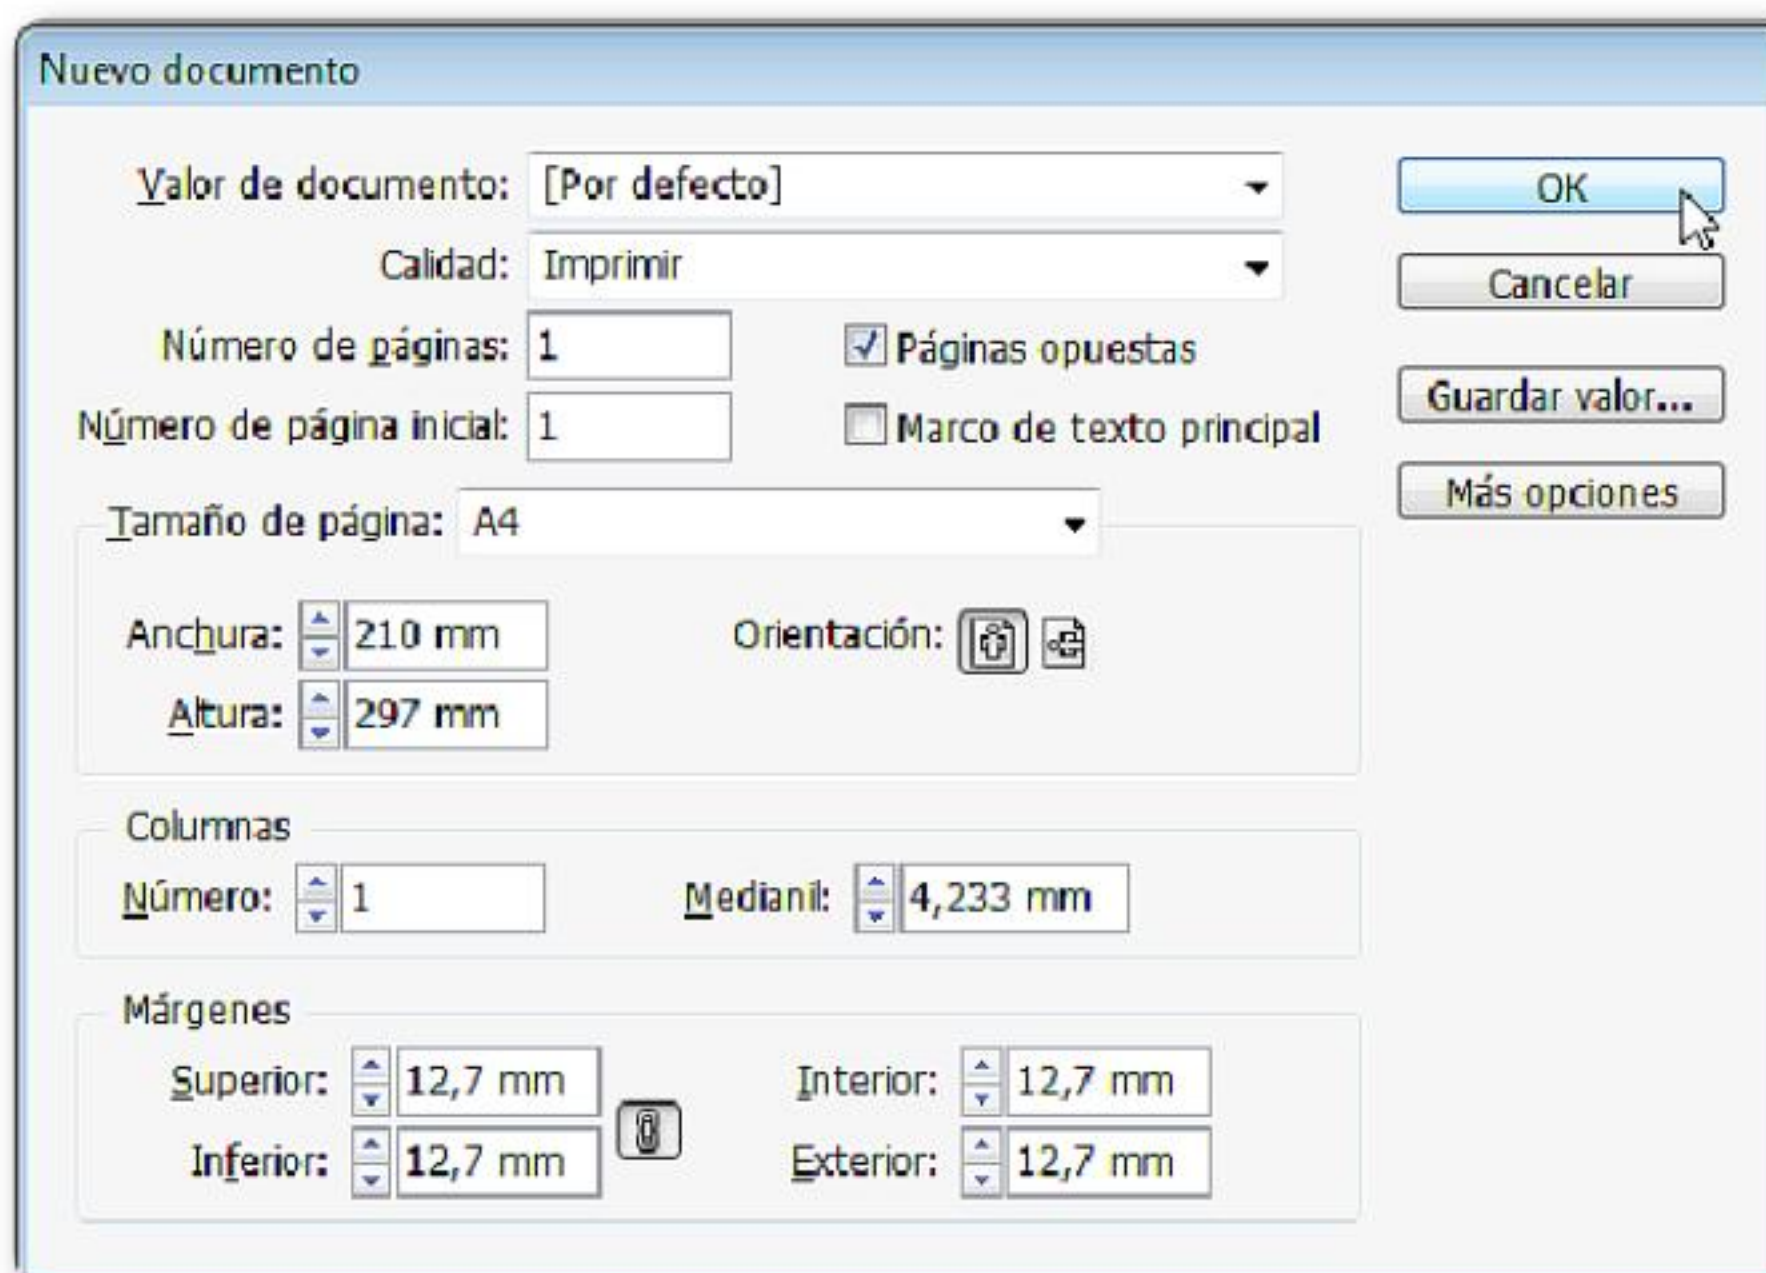 Nuevo documento
Valor de documento: [Por defecto]
OK
Calidad: Imprimir
Cancelar
Número de páginas: 1
Páginas opuestas
Guardar valor...
Número de página inicial: 1
Marco de texto principal
Más opciones
Tamaño de página: A4
Anchura: 210 mm
Orientación:
Altura: 297 mm
Columnas
Número: 1
Medianil: 4,233 mm
Márgenes
Superior: 12,7 mm
Interior: 12,7 mm
Inferior: 12,7 mm
Exterior: 12,7 mm